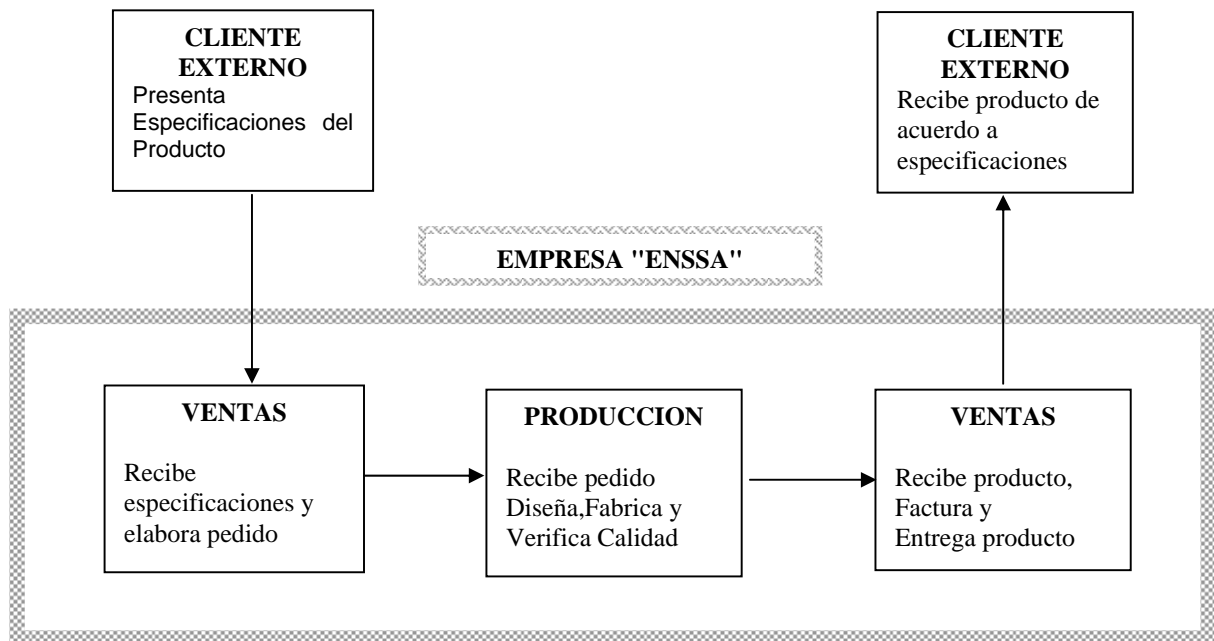 CLIENTE
EXTERNO
Presenta
Especificaciones del
Producto
CLIENTE
EXTERNO
Recibe producto de
acuerdo a
especificaciones
EMPRESA "ENSSA"
VENTAS
Recibe
especificaciones y
elabora pedido
PRODUCCION
Recibe pedido
Diseña,Fabrica y
Verifica Calidad
VENTAS
Recibe producto,
Factura y
Entrega producto